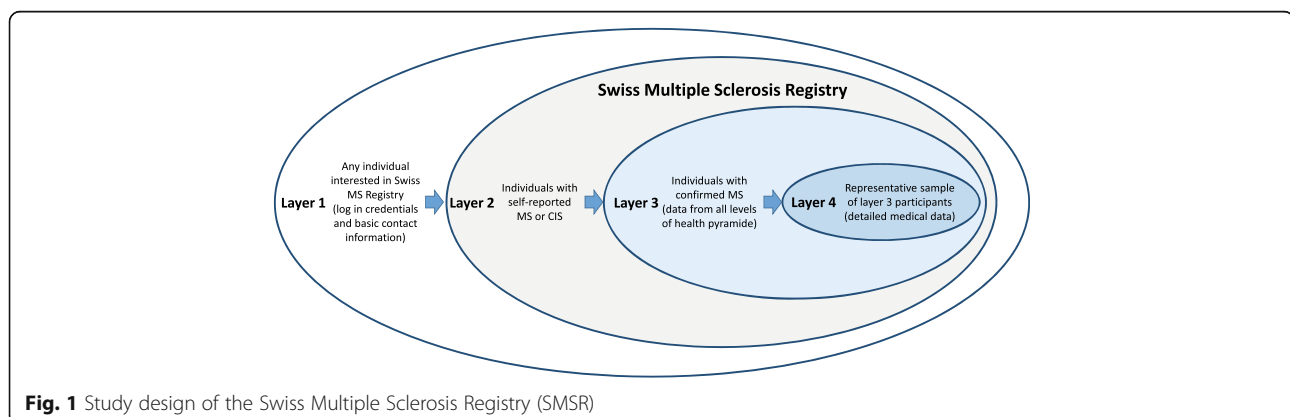 Swiss Multiple Sclerosis Registry
Layer 1
Any individual
interested in Swiss
MS Registry
(log in credentials
and basic contact
information)
Layer 2
Individuals with
self-reported
MS or CIS
Layer 3
Individuals with
confirmed MS
(data from all levels
of health pyramide)
Layer 4
Representative sample
of layer 3 participants
(detailed medical data)
Fig. 1 Study design of the Swiss Multiple Sclerosis Registry (SMSR)